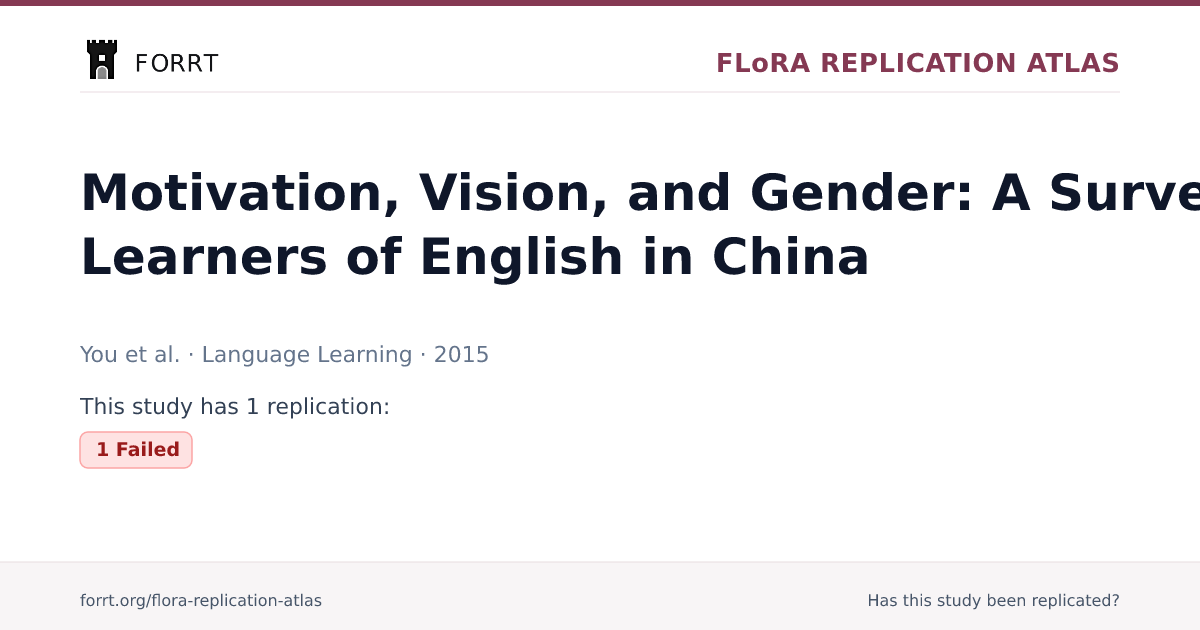 FORRT
FLoRA REPLICATION ATLAS
Motivation, Vision, and Gender: A Surve
Learners of English in China
You et al. · Language Learning · 2015
This study has 1 replication:
1 Failed
forrt.org/flora-replication-atlas
Has this study been replicated?